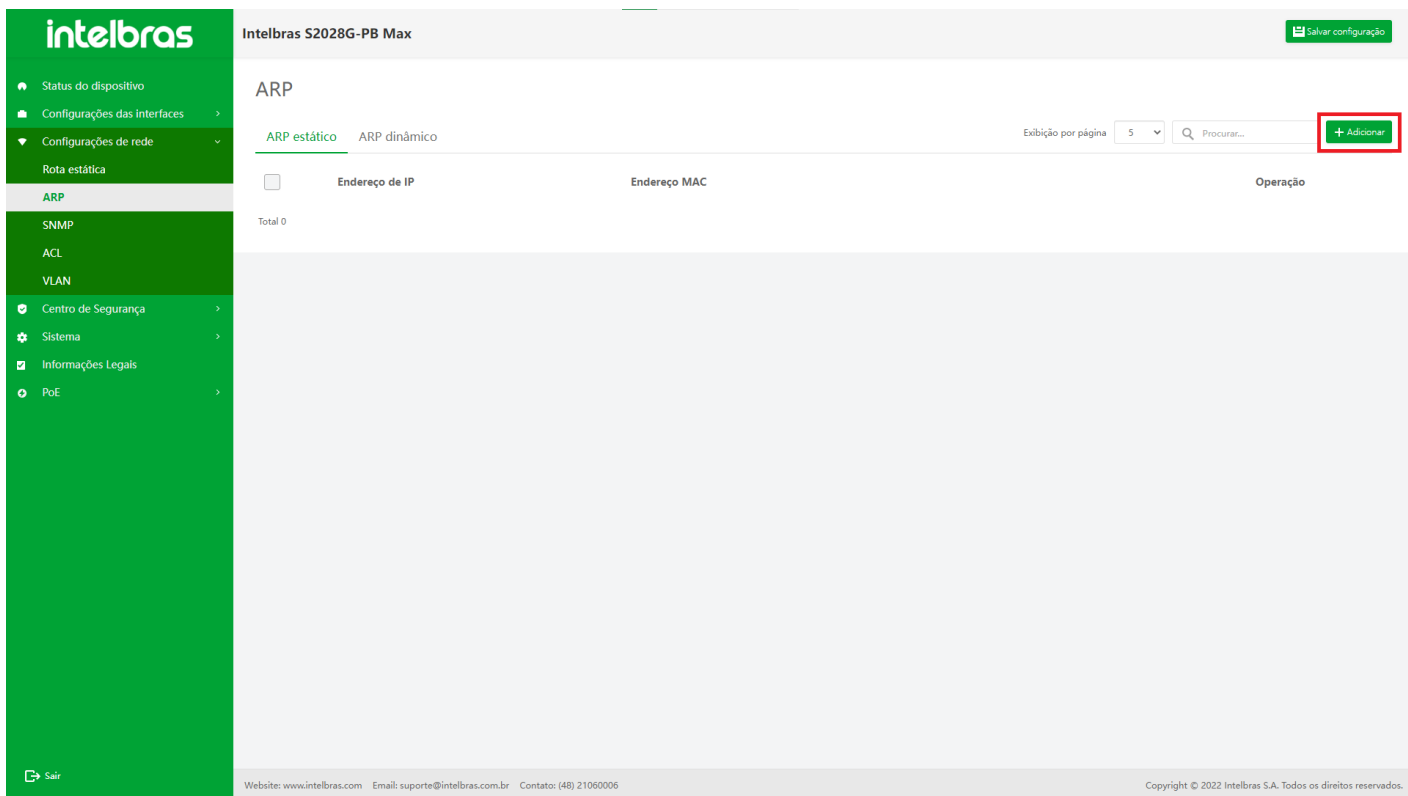 intelbras
Intelbras S2028G-PB Max
Salvar configuração
Status do dispositivo
Configurações das interfaces
Configurações de rede
Rota estática
ARP
SNMP
ACL
VLAN
Centro de Segurança
Sistema
Informações Legais
PoE
Sair
ARP
ARP estático ARP dinâmico
Exibição por página 5 Procurar... + Adicionar
Endereço de IP Endereço MAC Operação
Total 0
Website: www.intelbras.com Email: suporte@intelbras.com.br Contato: (48) 21060006
Copyright © 2022 Intelbras S.A. Todos os direitos reservados.